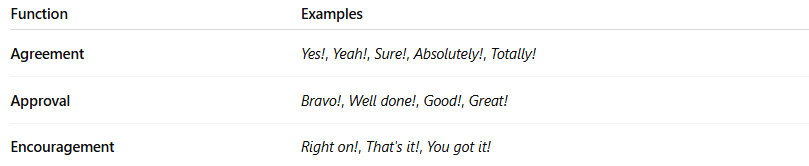 Function Examples
Agreement Yes!, Yeah!, Sure!, Absolutely!, Totally!
Approval Bravo!, Well done!, Good!, Great!
Encouragement Right on!, That's it!, You got it!